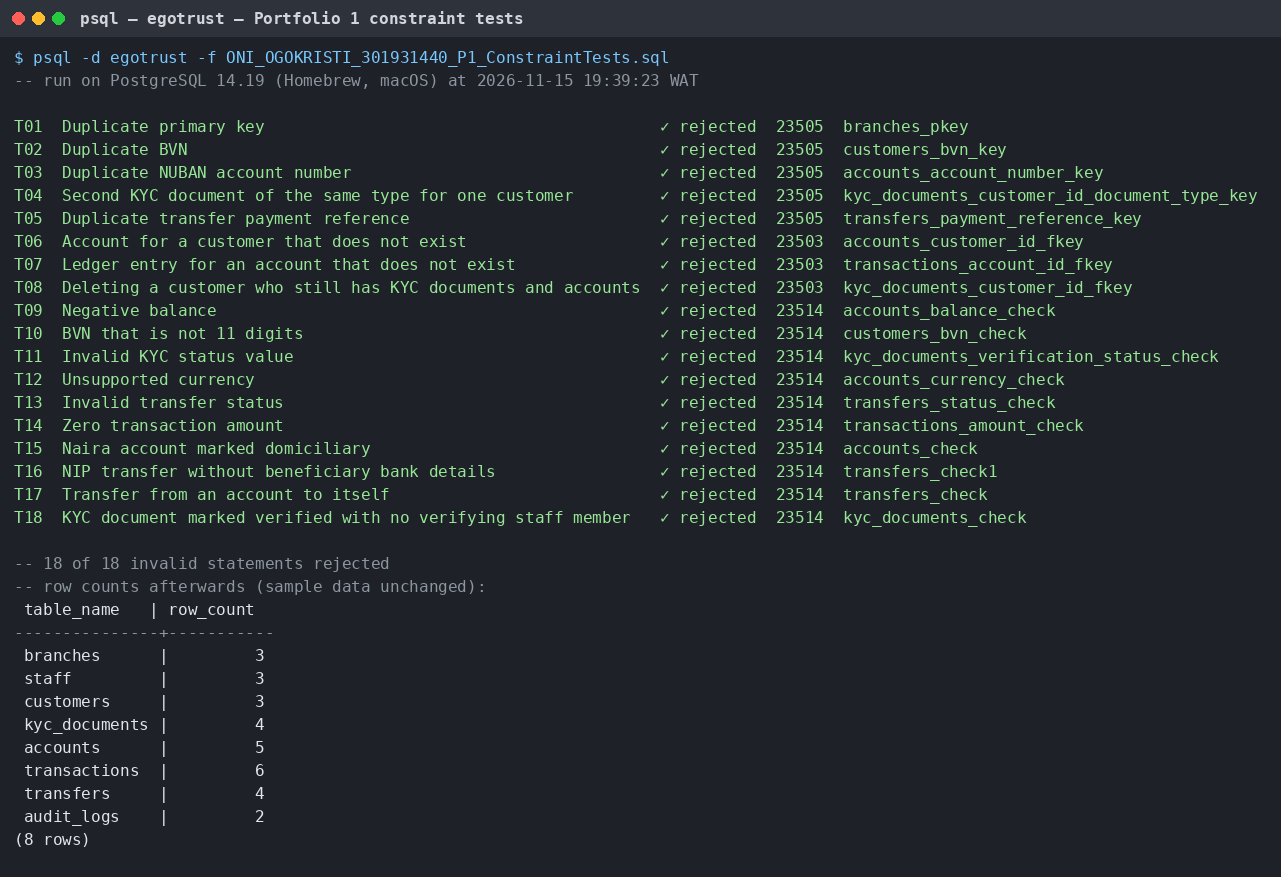 psql — egotrust — Portfolio 1 constraint tests
$ psql -d egotrust -f ONI_OGOKRISTI_301931440_P1_ConstraintTests.sql
-- run on PostgreSQL 14.19 (Homebrew, macOS) at 2026-11-15 19:39:23 WAT
T01  Duplicate primary key                                         ✓ rejected  23505  branches_pkey
T02  Duplicate BVN                                                 ✓ rejected  23505  customers_bvn_key
T03  Duplicate NUBAN account number                                ✓ rejected  23505  accounts_account_number_key
T04  Second KYC document of the same type for one customer         ✓ rejected  23505  kyc_documents_customer_id_document_type_key
T05  Duplicate transfer payment reference                          ✓ rejected  23505  transfers_payment_reference_key
T06  Account for a customer that does not exist                    ✓ rejected  23503  accounts_customer_id_fkey
T07  Ledger entry for an account that does not exist               ✓ rejected  23503  transactions_account_id_fkey
T08  Deleting a customer who still has KYC documents and accounts  ✓ rejected  23503  kyc_documents_customer_id_fkey
T09  Negative balance                                              ✓ rejected  23514  accounts_balance_check
T10  BVN that is not 11 digits                                     ✓ rejected  23514  customers_bvn_check
T11  Invalid KYC status value                                      ✓ rejected  23514  kyc_documents_verification_status_check
T12  Unsupported currency                                          ✓ rejected  23514  accounts_currency_check
T13  Invalid transfer status                                       ✓ rejected  23514  transfers_status_check
T14  Zero transaction amount                                       ✓ rejected  23514  transactions_amount_check
T15  Naira account marked domiciliary                              ✓ rejected  23514  accounts_check
T16  NIP transfer without beneficiary bank details                 ✓ rejected  23514  transfers_check1
T17  Transfer from an account to itself                            ✓ rejected  23514  transfers_check
T18  KYC document marked verified with no verifying staff member   ✓ rejected  23514  kyc_documents_check
-- 18 of 18 invalid statements rejected
-- row counts afterwards (sample data unchanged):
 table_name   | row_count
---------------+-----------
 branches      |         3
 staff         |         3
 customers     |         3
 kyc_documents |         4
 accounts      |         5
 transactions  |         6
 transfers     |         4
 audit_logs    |         2
(8 rows)